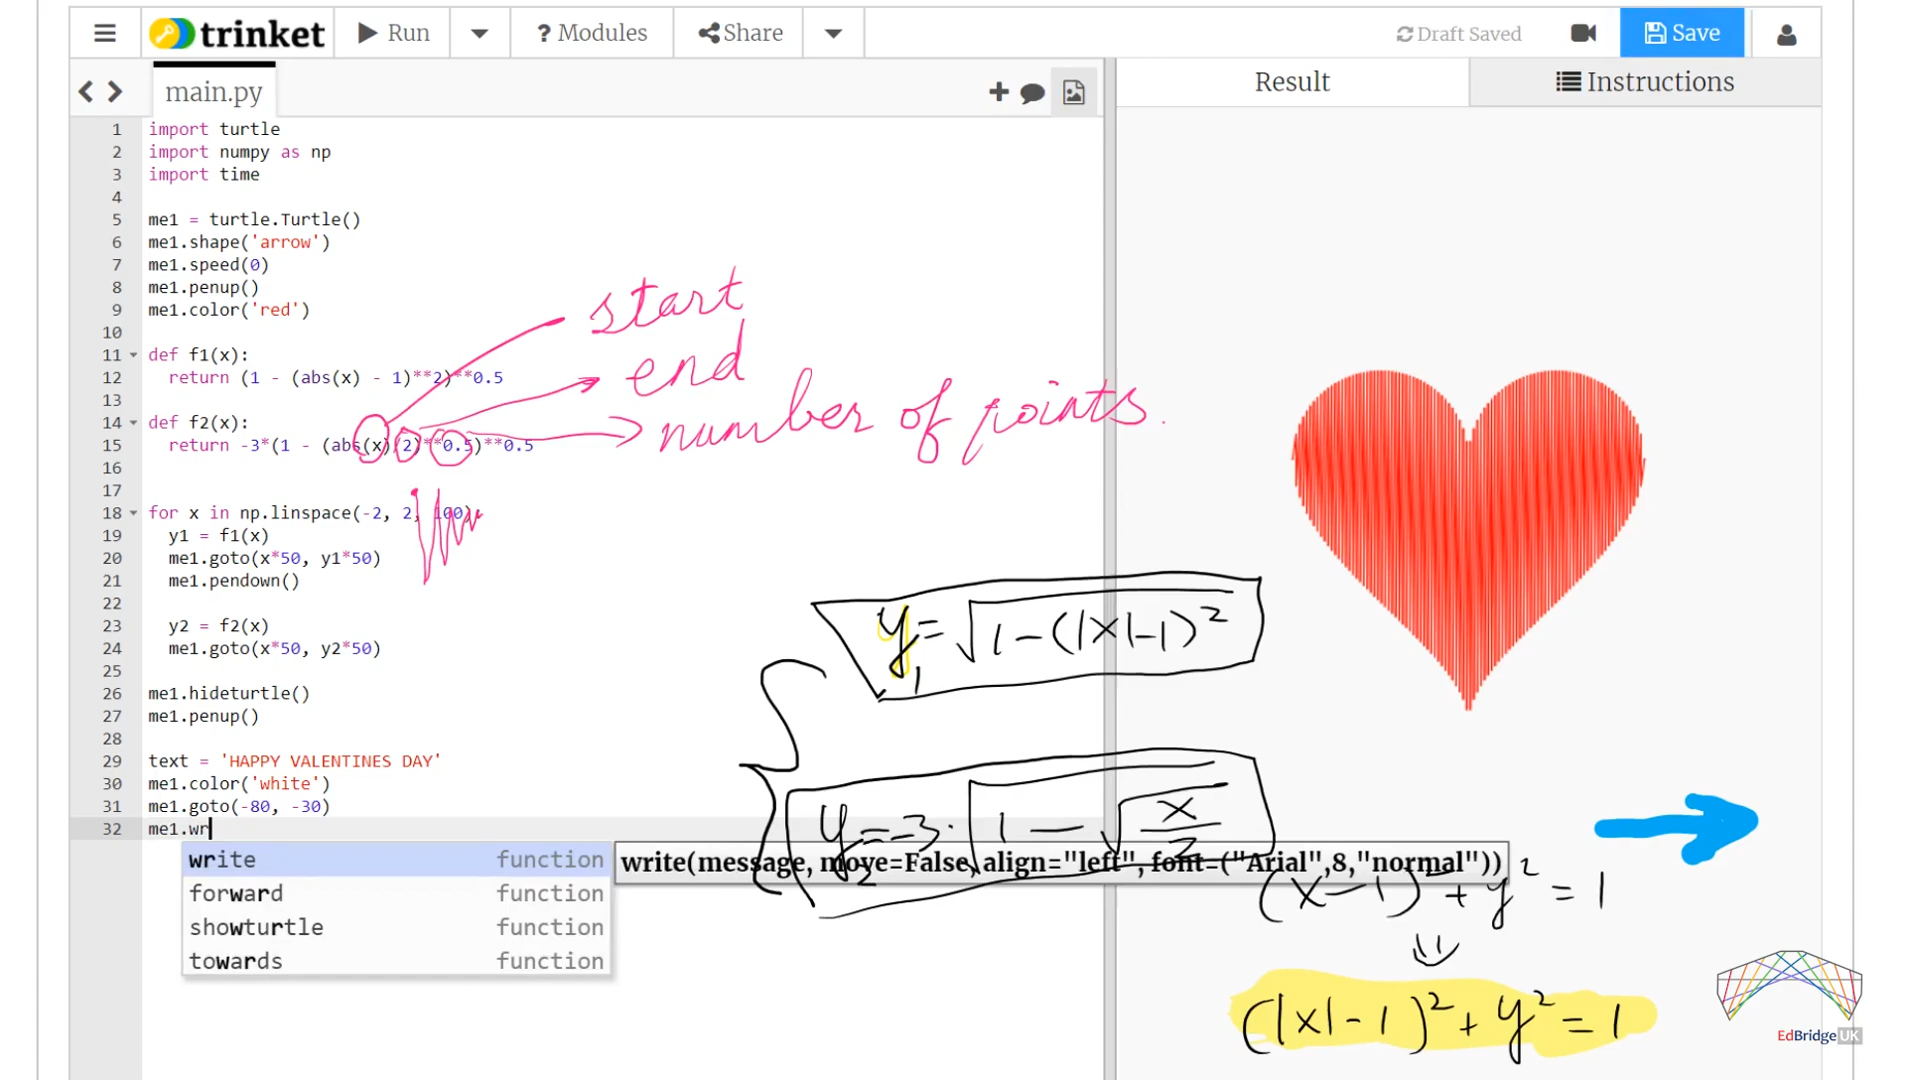 trinket
Run
? Modules
Share
Draft Saved
Save
main.py
Result
Instructions
1 import turtle
2 import numpy as np
3 import time
4
5 me1 = turtle.Turtle()
6 me1.shape('arrow')
7 me1.speed(0)
8 me1.penup()
9 me1.color('red')
10
11 def f1(x):
12 return (1 - (abs(x) - 1)**2)**0.5
13
14 def f2(x):
15 return -3*(1 - (abs(x)/2)**0.5)**0.5
16
17
18 for x in np.linspace(-2, 2, 100):
19 y1 = f1(x)
20 me1.goto(x*50, y1*50)
21 me1.pendown()
22
23 y2 = f2(x)
24 me1.goto(x*50, y2*50)
25
26 me1.hideturtle()
27 me1.penup()
28
29 text = 'HAPPY VALENTINES DAY'
30 me1.color('white')
31 me1.goto(-80, -30)
32 me1.wr
write function
forward function
showturtle function
towards function
write(message, move=False, align="left", font=("Arial",8,"normal"))
start
end
number of points.
y₁ = √(1-(|x|-1)²)
y₂ = -3·√(1-√(x/2))
(x-1)² + y² = 1
(|x|-1)² + y² = 1
EdBridge UK